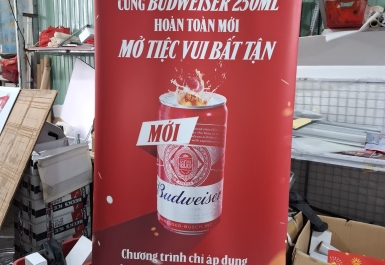 CÙNG BUDWEISER 250ML
HOÀN TOÀN MỚI
MỞ TIỆC VUI BẤT TẬN
MỚI
Budweiser
Chương trình chỉ áp dụng